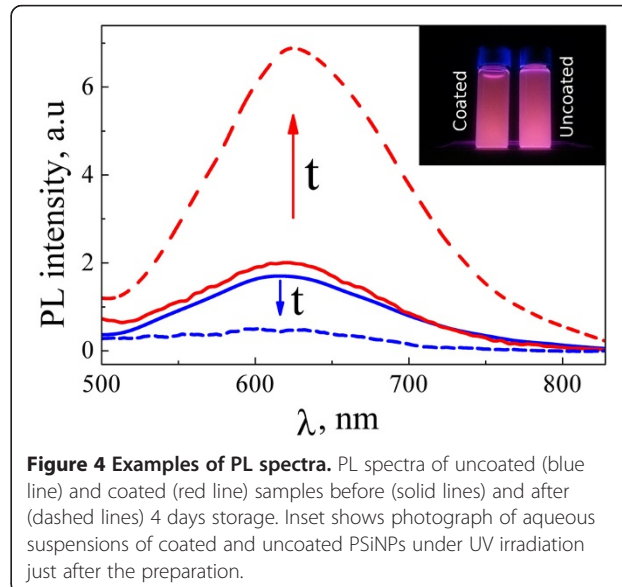 PL intensity, a.u
6
4
2
0
t
t
Coated
Uncoated
500 600 700 800
λ, nm
Figure 4 Examples of PL spectra. PL spectra of uncoated (blue
line) and coated (red line) samples before (solid lines) and after
(dashed lines) 4 days storage. Inset shows photograph of aqueous
suspensions of coated and uncoated PSiNPs under UV irradiation
just after the preparation.